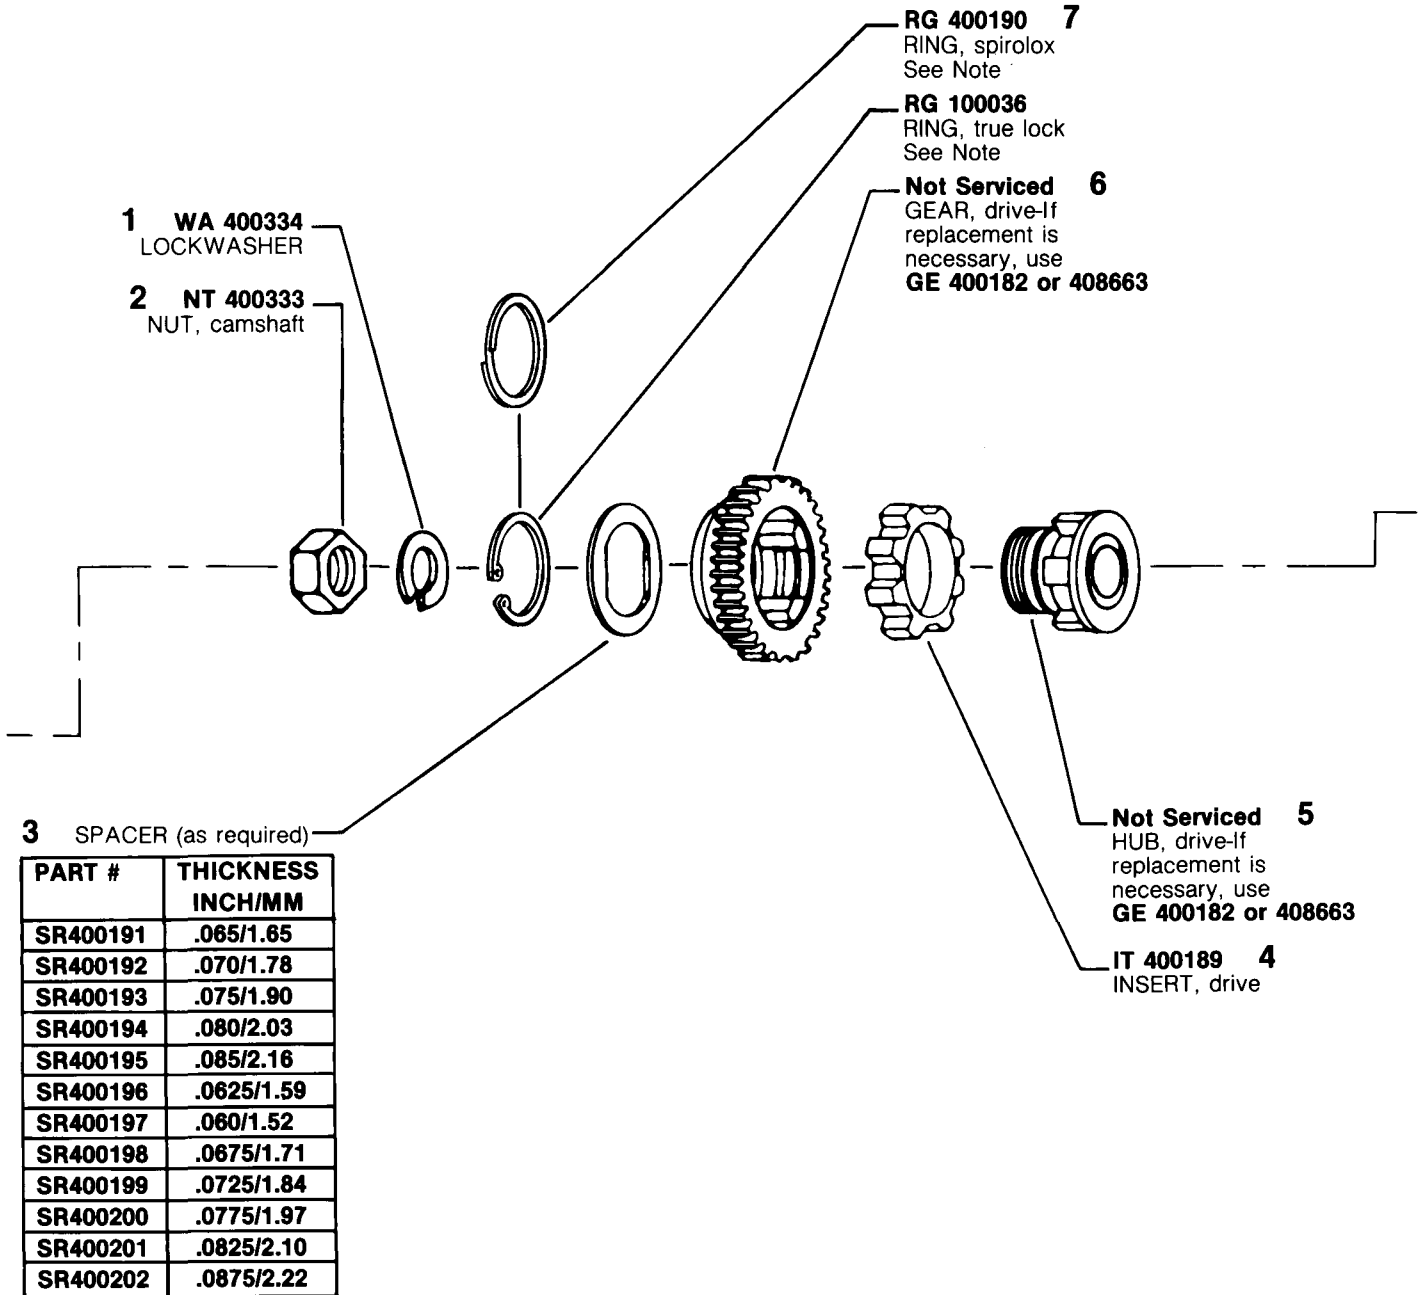 RG 400190 7
RING, spirolox
See Note
RG 100036
RING, true lock
See Note
Not Serviced 6
GEAR, drive-If
replacement is
necessary, use
GE 400182 or 408663
1 WA 400334
LOCKWASHER
2 NT 400333
NUT, camshaft
3 SPACER (as required)
PART # THICKNESS
INCH/MM
SR400191 .065/1.65
SR400192 .070/1.78
SR400193 .075/1.90
SR400194 .080/2.03
SR400195 .085/2.16
SR400196 .0625/1.59
SR400197 .060/1.52
SR400198 .0675/1.71
SR400199 .0725/1.84
SR400200 .0775/1.97
SR400201 .0825/2.10
SR400202 .0875/2.22
Not Serviced 5
HUB, drive-If
replacement is
necessary, use
GE 400182 or 408663
IT 400189 4
INSERT, drive